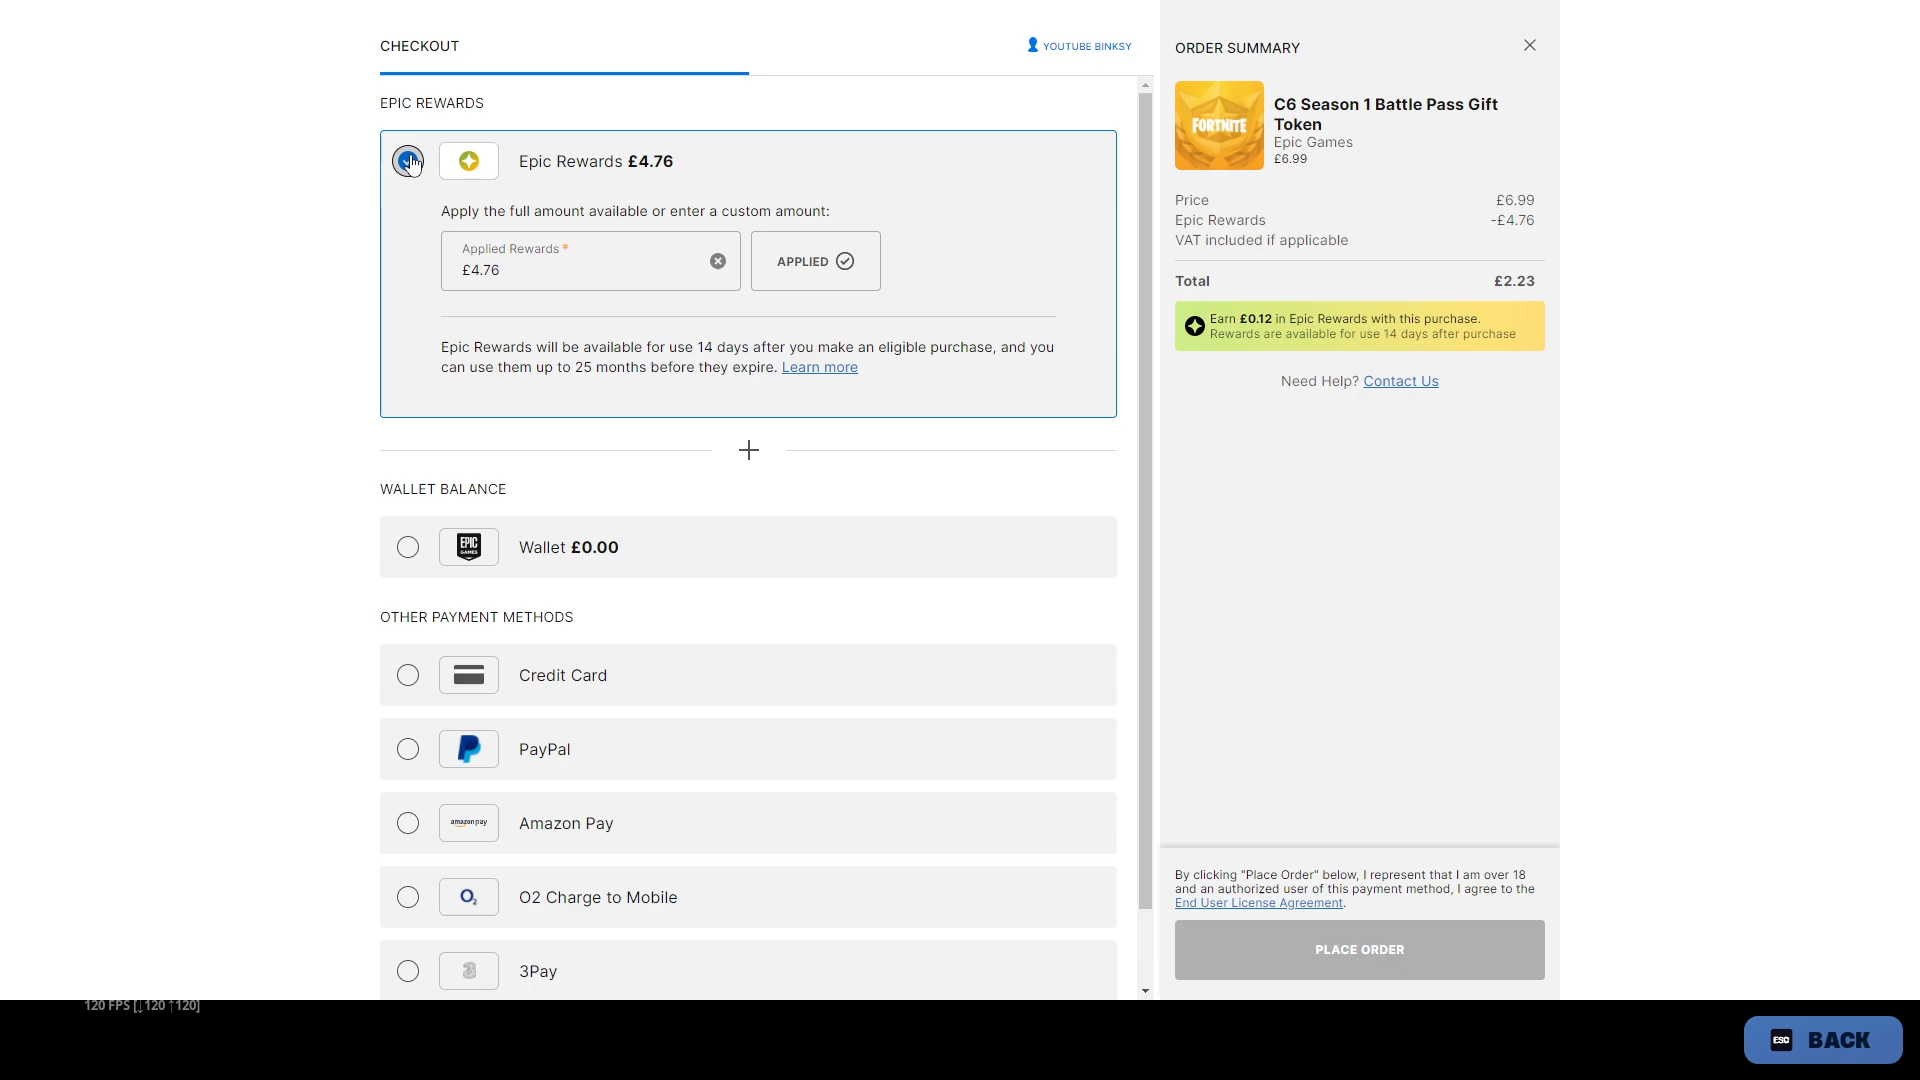 CHECKOUT
YOUTUBE BINKSY
EPIC REWARDS
Epic Rewards £4.76
Apply the full amount available or enter a custom amount:
Applied Rewards *
£4.76
APPLIED
Epic Rewards will be available for use 14 days after you make an eligible purchase, and you
can use them up to 25 months before they expire. Learn more
WALLET BALANCE
EPIC
GAMES
Wallet £0.00
OTHER PAYMENT METHODS
Credit Card
PayPal
amazon pay
Amazon Pay
O2
O2 Charge to Mobile
3
3Pay
ORDER SUMMARY
FORTNITE
C6 Season 1 Battle Pass Gift
Token
Epic Games
£6.99
Price £6.99
Epic Rewards -£4.76
VAT included if applicable
Total £2.23
Earn £0.12 in Epic Rewards with this purchase.
Rewards are available for use 14 days after purchase
Need Help? Contact Us
By clicking "Place Order" below, I represent that I am over 18
and an authorized user of this payment method, I agree to the
End User License Agreement.
PLACE ORDER
120 FPS [↓120 ↑120]
ESC BACK